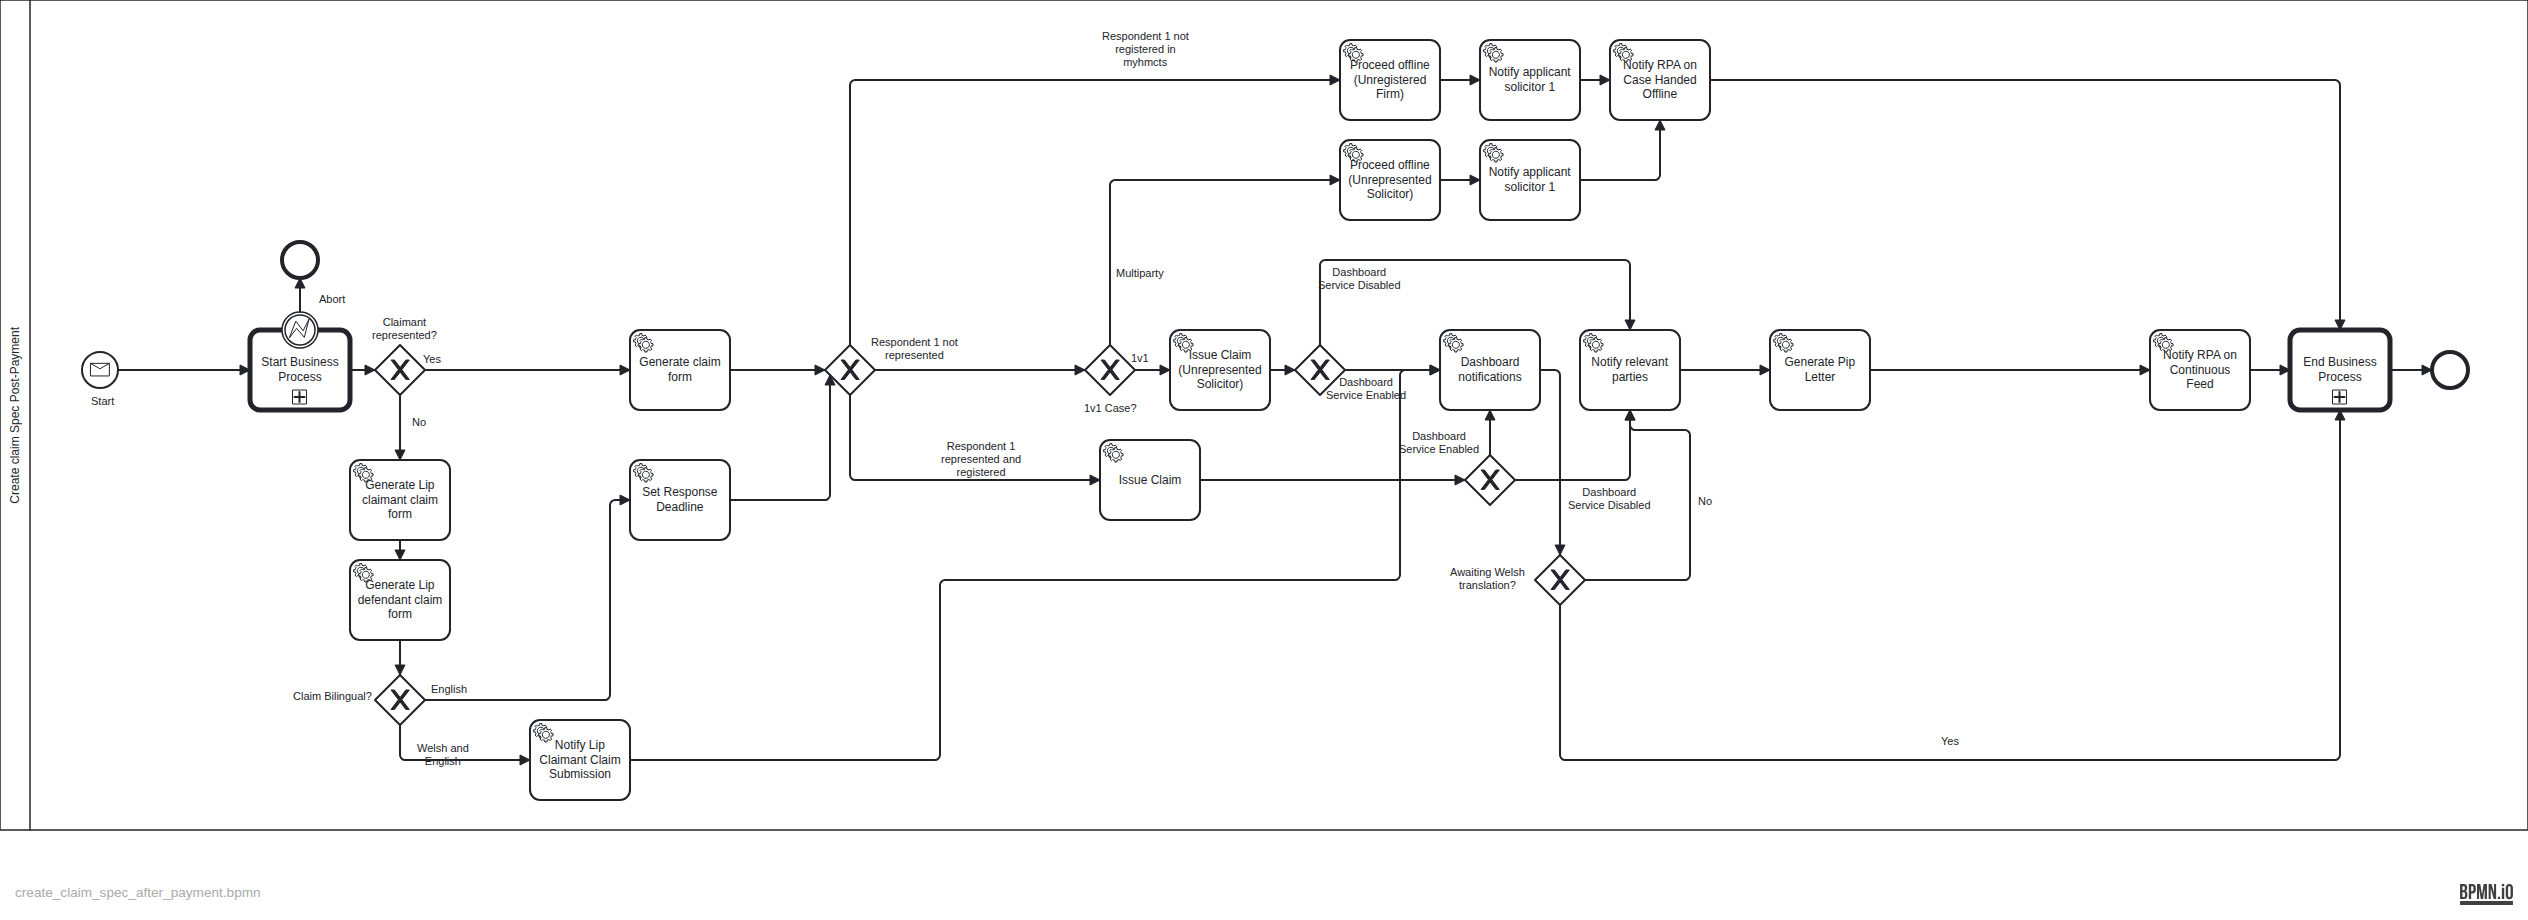 Create claim Spec Post-Payment
Start
Abort
Start Business
Process
Claimant
represented?
Yes
No
Generate Lip
claimant claim
form
Generate Lip
defendant claim
form
Claim Bilingual?
English
Welsh and
English
Notify Lip
Claimant Claim
Submission
Generate claim
form
Set Response
Deadline
Respondent 1 not
registered in
myhmcts
Respondent 1 not
represented
Respondent 1
represented and
registered
Multiparty
1v1
1v1 Case?
Proceed offline
(Unregistered
Firm)
Notify applicant
solicitor 1
Notify RPA on
Case Handed
Offline
Proceed offline
(Unrepresented
Solicitor)
Notify applicant
solicitor 1
Issue Claim
(Unrepresented
Solicitor)
Issue Claim
Dashboard
Service Disabled
Dashboard
Service Enabled
Dashboard
Service Enabled
Dashboard
Service Disabled
Dashboard
notifications
Notify relevant
parties
No
Awaiting Welsh
translation?
Yes
Generate Pip
Letter
Notify RPA on
Continuous
Feed
End Business
Process
create_claim_spec_after_payment.bpmn
BPMN.iO